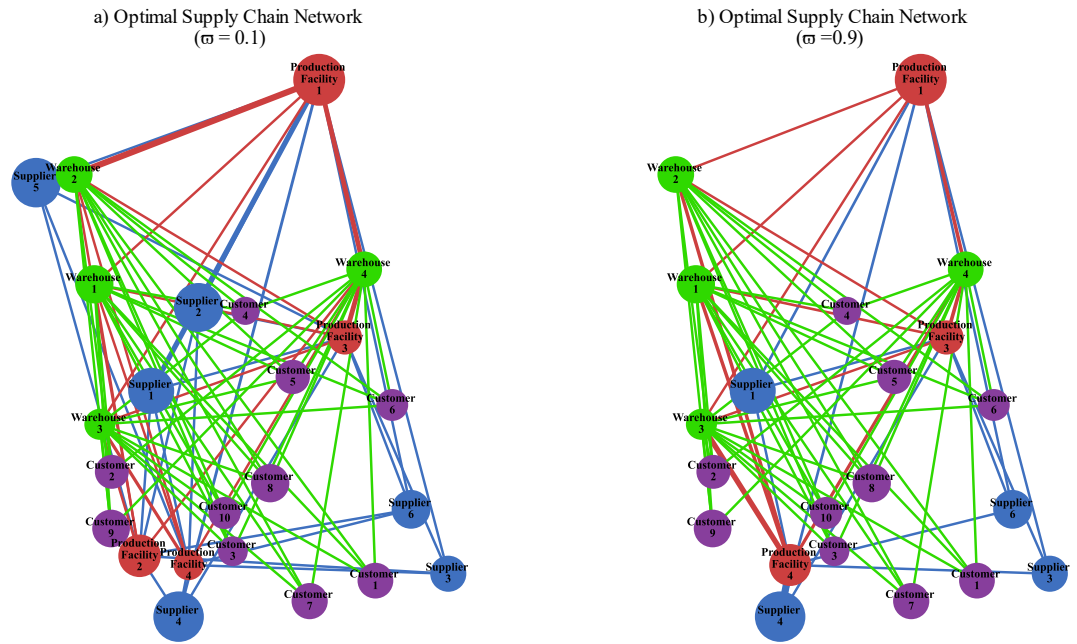 a) Optimal Supply Chain Network
(ϖ = 0.1)
Production
Facility
1
Warehouse
2
Supplier
5
Warehouse
1
Warehouse
4
Supplier
2
Customer
4
Production
Facility
3
Customer
5
Supplier
1
Customer
6
Warehouse
3
Customer
2
Customer
8
Customer
10
Supplier
6
Customer
9
Production
Facility
2
Production
Facility
4
Customer
3
Customer
1
Supplier
3
Customer
7
Supplier
4
b) Optimal Supply Chain Network
(ϖ =0.9)
Production
Facility
1
Warehouse
2
Warehouse
1
Warehouse
4
Customer
4
Production
Facility
3
Customer
5
Supplier
1
Customer
6
Warehouse
3
Customer
2
Customer
8
Customer
10
Supplier
6
Customer
9
Production
Facility
4
Customer
3
Customer
1
Supplier
3
Customer
7
Supplier
4